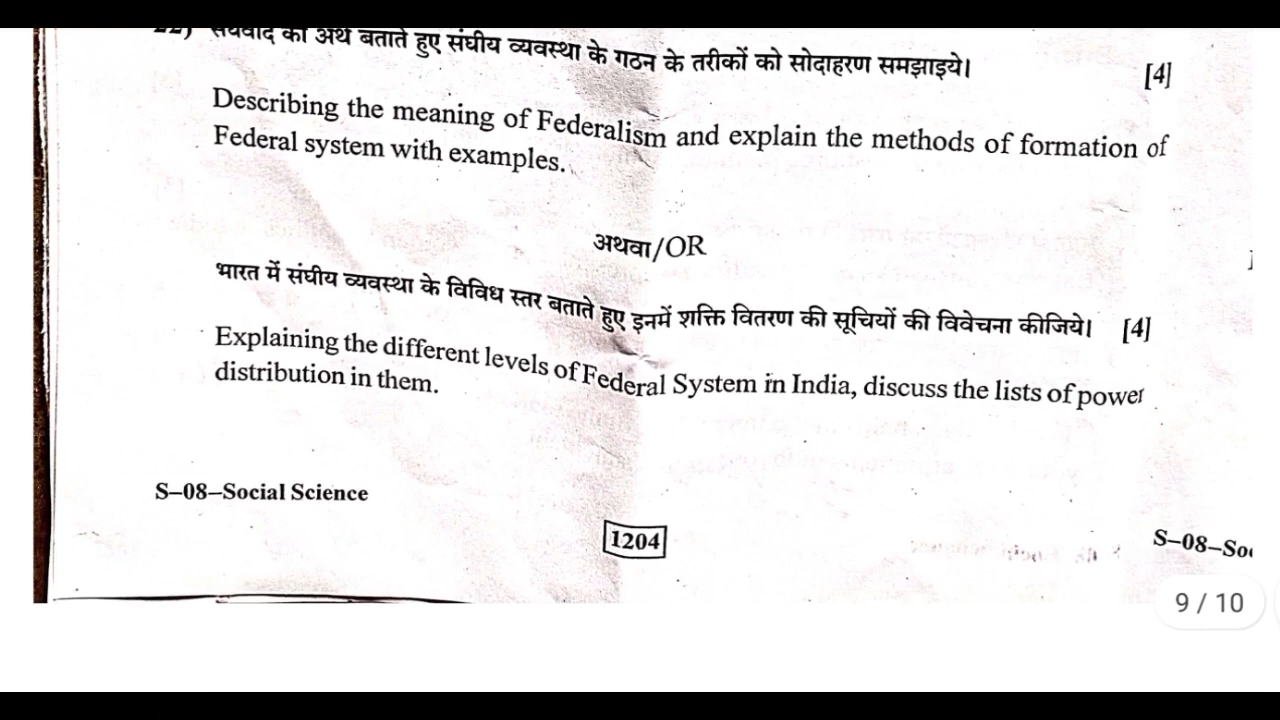 22) संघवाद का अर्थ बताते हुए संघीय व्यवस्था के गठन के तरीकों को सोदाहरण समझाइये। [4]
Describing the meaning of Federalism and explain the methods of formation of
Federal system with examples.
अथवा/OR
भारत में संघीय व्यवस्था के विविध स्तर बताते हुए इनमें शक्ति वितरण की सूचियों की विवेचना कीजिये। [4]
Explaining the different levels of Federal System in India, discuss the lists of power
distribution in them.
S–08–Social Science
1204
S–08–So
9 / 10